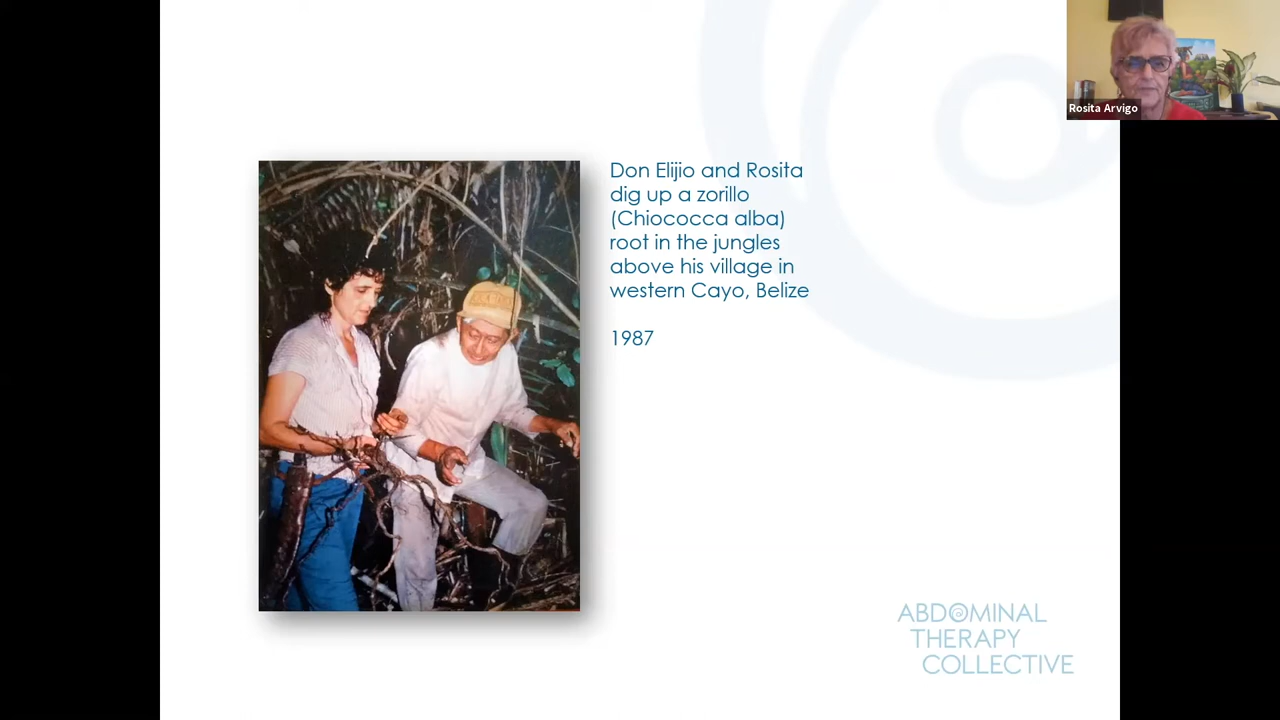 Rosita Arvigo
Don Elijio and Rosita
dig up a zorillo
(Chiococca alba)
root in the jungles
above his village in
western Cayo, Belize
1987
ABDOMINAL
THERAPY
COLLECTIVE